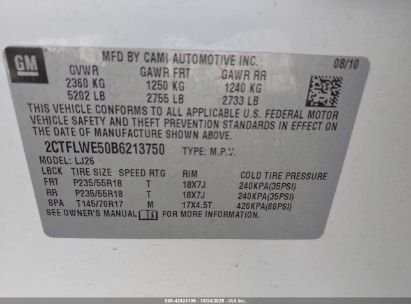 GM
MFD BY CAMI AUTOMOTIVE INC. 08/10
GVWR GAWR FRT GAWR RR
2360 KG 1250 KG 1240 KG
5202 LB 2755 LB 2733 LB
THIS VEHICLE CONFORMS TO ALL APPLICABLE U.S. FEDERAL MOTOR
VEHICLE SAFETY AND THEFT PREVENTION STANDARDS IN EFFECT ON
THE DATE OF MANUFACTURE SHOWN ABOVE.
2CTFLWE50B6213750 TYPE: M.P.V.
MODEL: LJ26
LBCK TIRE SIZE SPEED RTG RIM COLD TIRE PRESSURE
FRT P235/55R18 T 18X7J 240KPA(35PSI)
RR P235/55R18 T 18X7J 240KPA(35PSI)
SPA T145/70R17 M 17X4.5T 420KPA(60PSI)
SEE OWNER'S MANUAL FOR MORE INFORMATION.